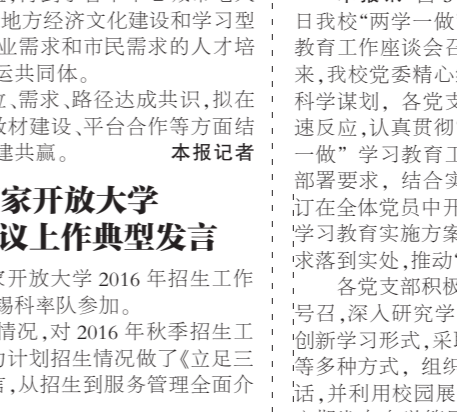 地方经济文化建设和学习型
业需求和市民需求的人才培
运共同体。
、需求、路径达成共识,拟在
教材建设、平台合作等方面结
建共赢。 本报记者
家开放大学
议上作典型发言
家开放大学 2016 年招生工作
锡科率队参加。
情况,对 2016 年秋季招生工
计划招生情况做了《立足三
言,从招生到服务管理全面介
日我校“两学一做
教育工作座谈会召
来,我校党委精心
科学谋划, 各党支
速反应,认真贯彻
一做” 学习教育工
部署要求, 结合实
订在全体党员中开
学习教育实施方案
求落到实处,推动“
各党支部积极
号召,深入研究学
创新学习形式,采
等多种方式, 组织
话,并利用校园展